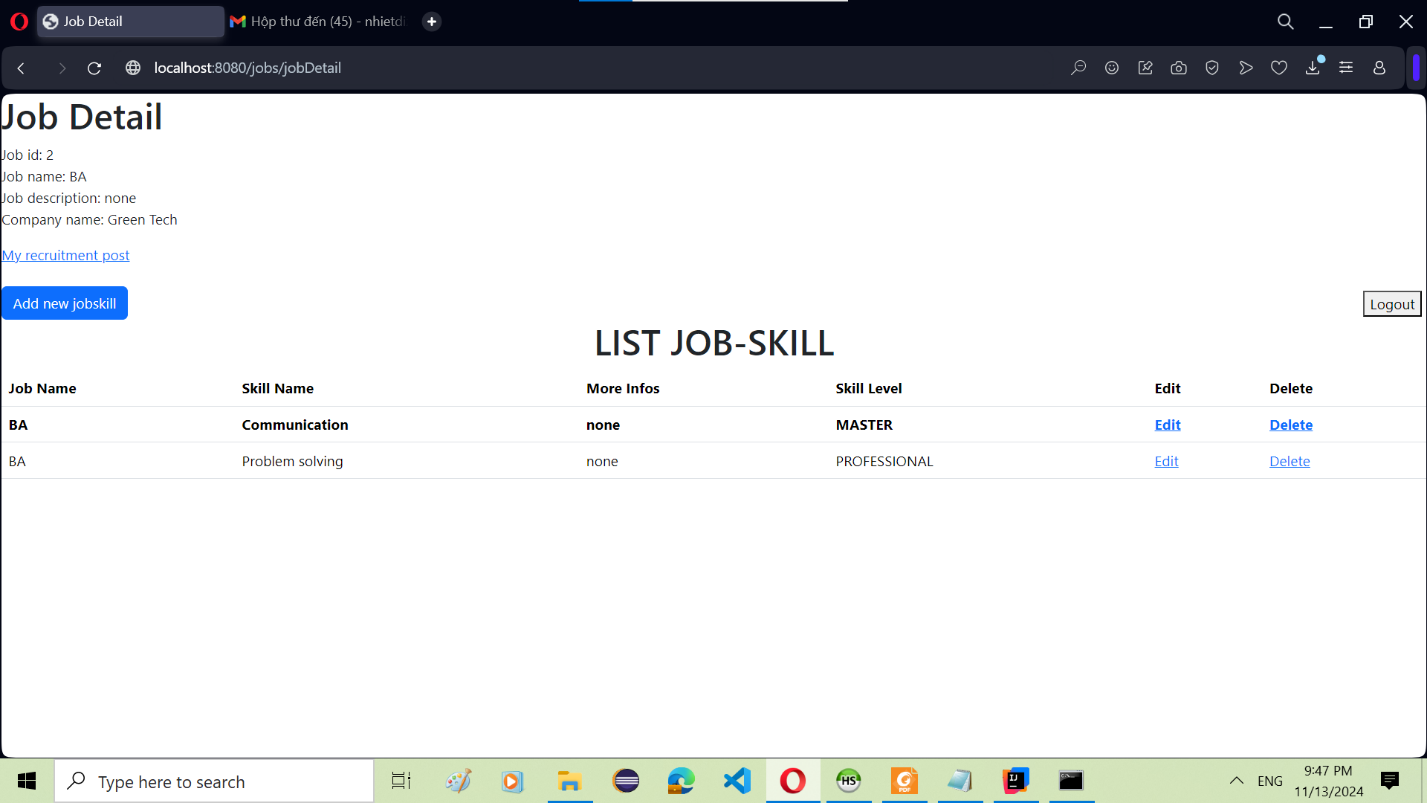 Job Detail
Hộp thư đến (45) - nhietd
localhost:8080/jobs/jobDetail
Job Detail
Job id: 2
Job name: BA
Job description: none
Company name: Green Tech
My recruitment post
Add new jobskill
Logout
LIST JOB-SKILL
Job Name Skill Name More Infos Skill Level Edit Delete
BA Communication none MASTER Edit Delete
BA Problem solving none PROFESSIONAL Edit Delete
Type here to search
HS
PDF
IJ
ENG
9:47 PM
11/13/2024